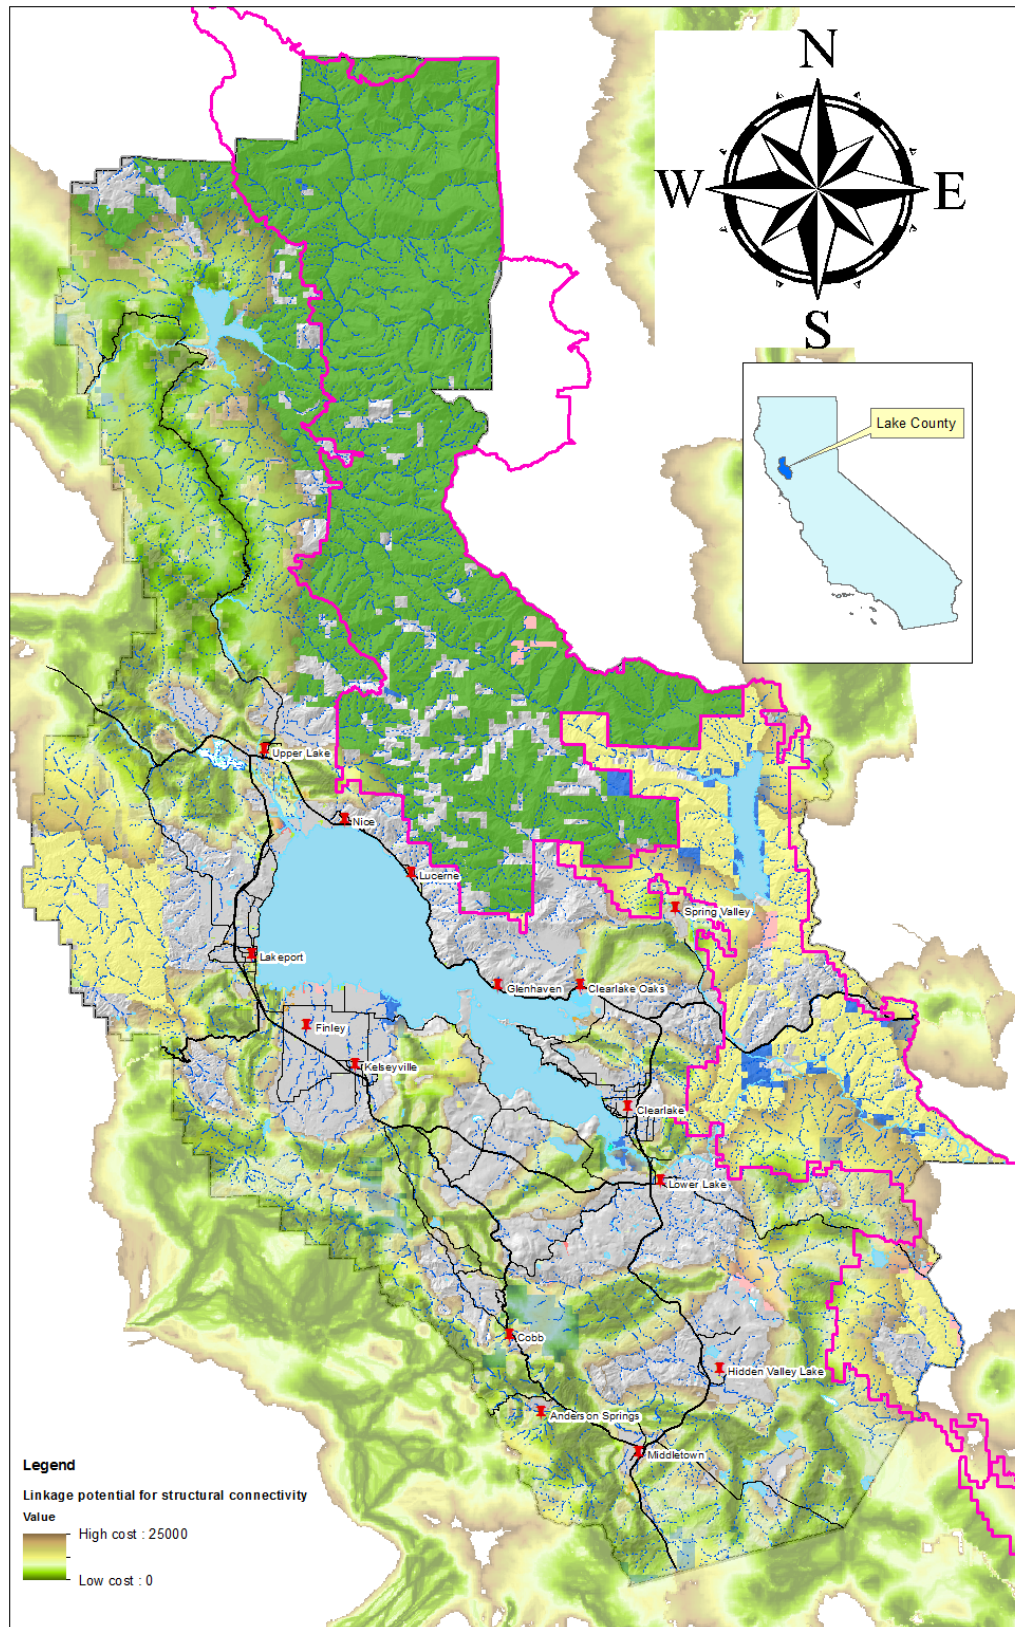 N
W
E
S
Lake County
Upper Lake
Nice
Lucerne
Spring Valley
Lakeport
Glenhaven
Clearlake Oaks
Finley
Kelseyville
Clearlake
Lower Lake
Cobb
Hidden Valley Lake
Anderson Springs
Middletown
Legend
Linkage potential for structural connectivity
Value
High cost : 25000
Low cost : 0